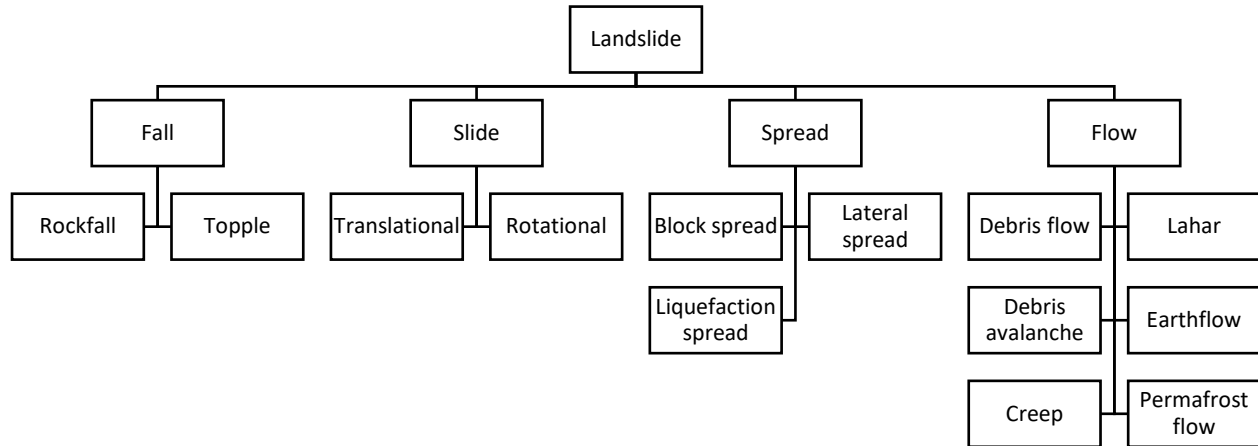 Landslide
Fall
Slide
Spread
Flow
Rockfall
Topple
Translational
Rotational
Block spread
Lateral
spread
Debris flow
Lahar
Liquefaction
spread
Debris
avalanche
Earthflow
Creep
Permafrost
flow